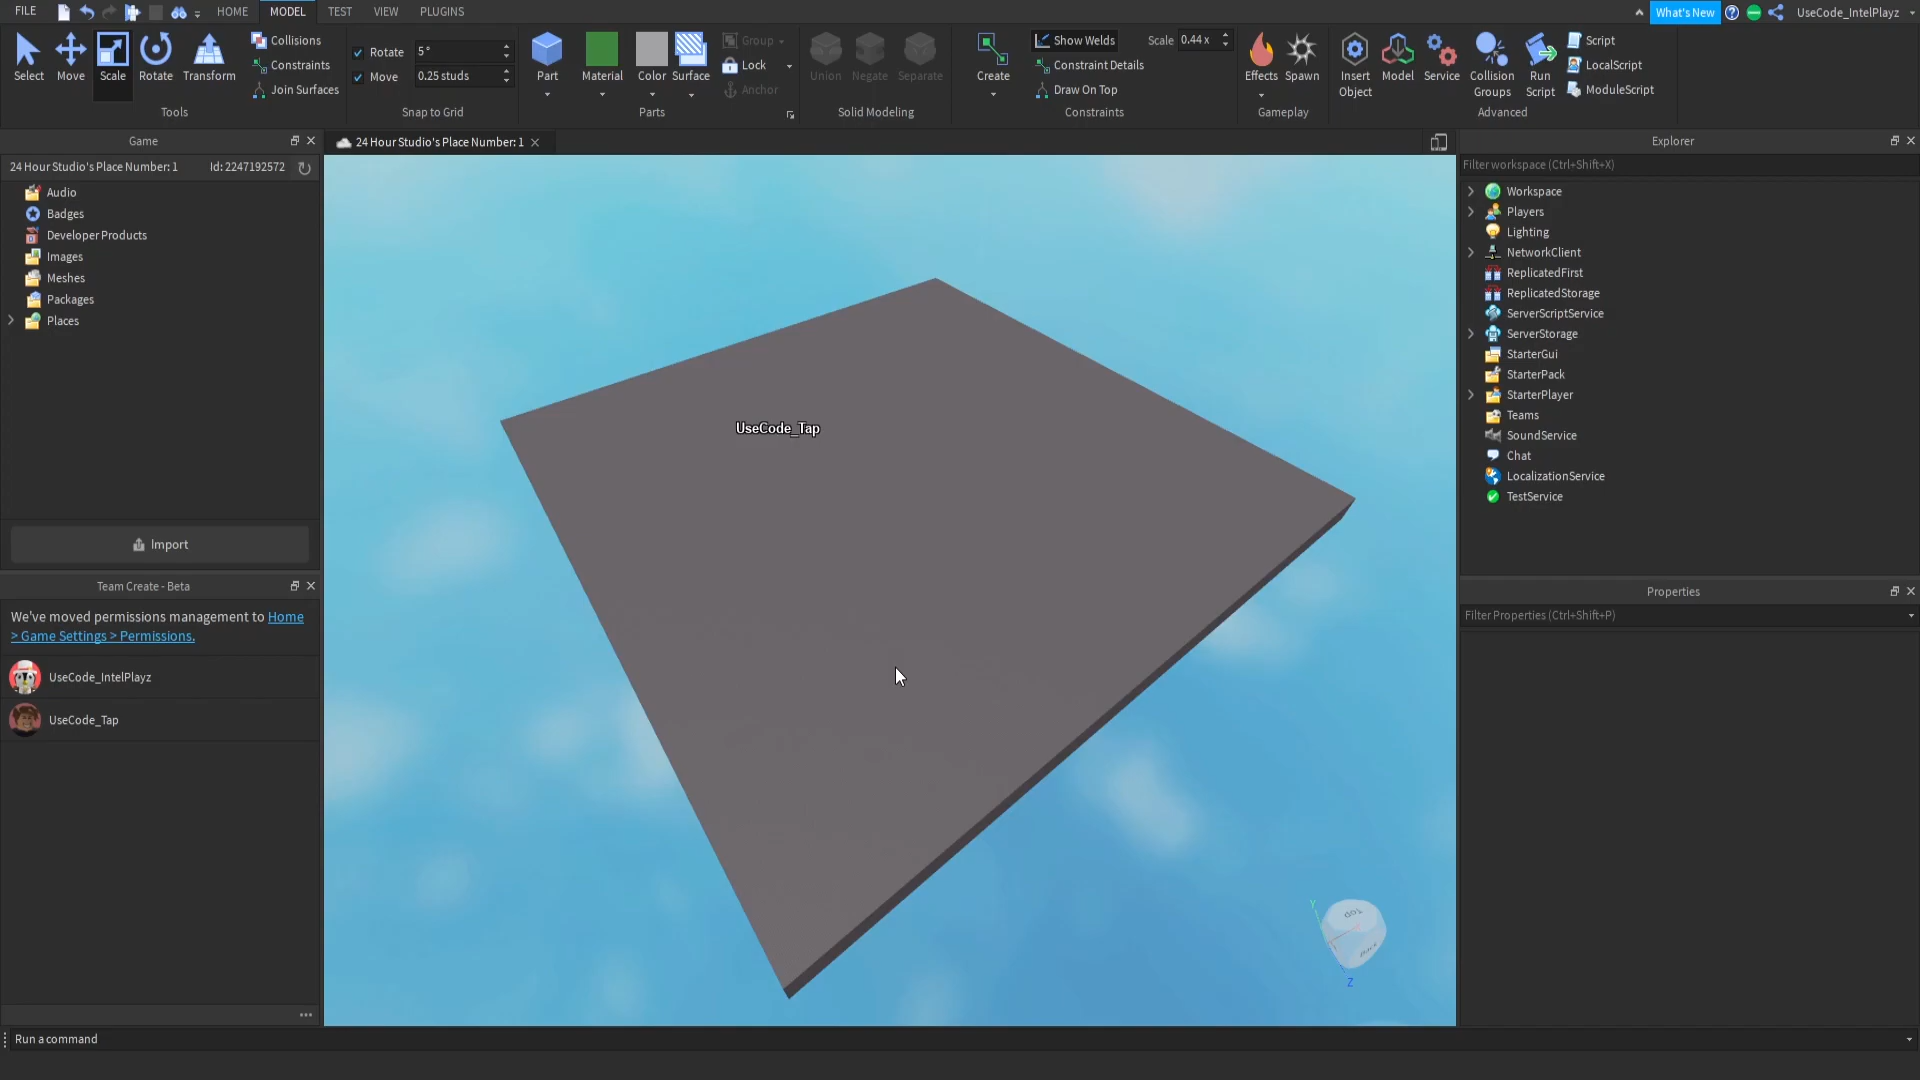 FILE
HOME
MODEL
TEST
VIEW
PLUGINS
What's New
UseCode_IntelPlayz
Select
Move
Scale
Rotate
Transform
Collisions
Constraints
Join Surfaces
Tools
Rotate
5°
Move
0.25 studs
Snap to Grid
Part
Material
Color
Surface
Group
Lock
Anchor
Parts
Union
Negate
Separate
Solid Modeling
Create
Show Welds
Constraint Details
Draw On Top
Scale
0.44 x
Constraints
Effects
Spawn
Gameplay
Insert
Object
Model
Service
Collision
Groups
Run
Script
Script
LocalScript
ModuleScript
Advanced
Game
24 Hour Studio's Place Number: 1
Id: 2247192572
Audio
Badges
Developer Products
Images
Meshes
Packages
Places
Import
Team Create - Beta
We've moved permissions management to Home
> Game Settings > Permissions.
UseCode_IntelPlayz
UseCode_Tap
24 Hour Studio's Place Number: 1
UseCode_Tap
Y
Top
Z
Explorer
Filter workspace (Ctrl+Shift+X)
Workspace
Players
Lighting
NetworkClient
ReplicatedFirst
ReplicatedStorage
ServerScriptService
ServerStorage
StarterGui
StarterPack
StarterPlayer
Teams
SoundService
Chat
LocalizationService
TestService
Properties
Filter Properties (Ctrl+Shift+P)
Run a command